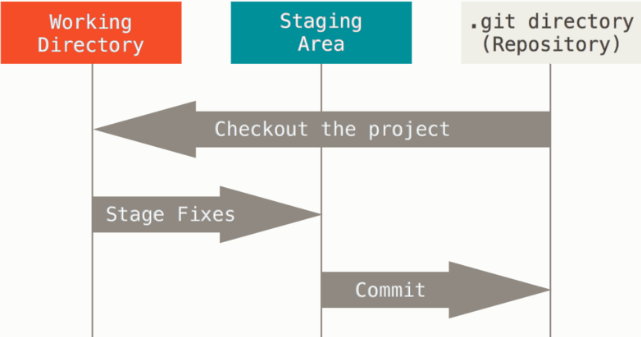 Working
Directory
Staging
Area
.git directory
(Repository)
Checkout the project
Stage Fixes
Commit